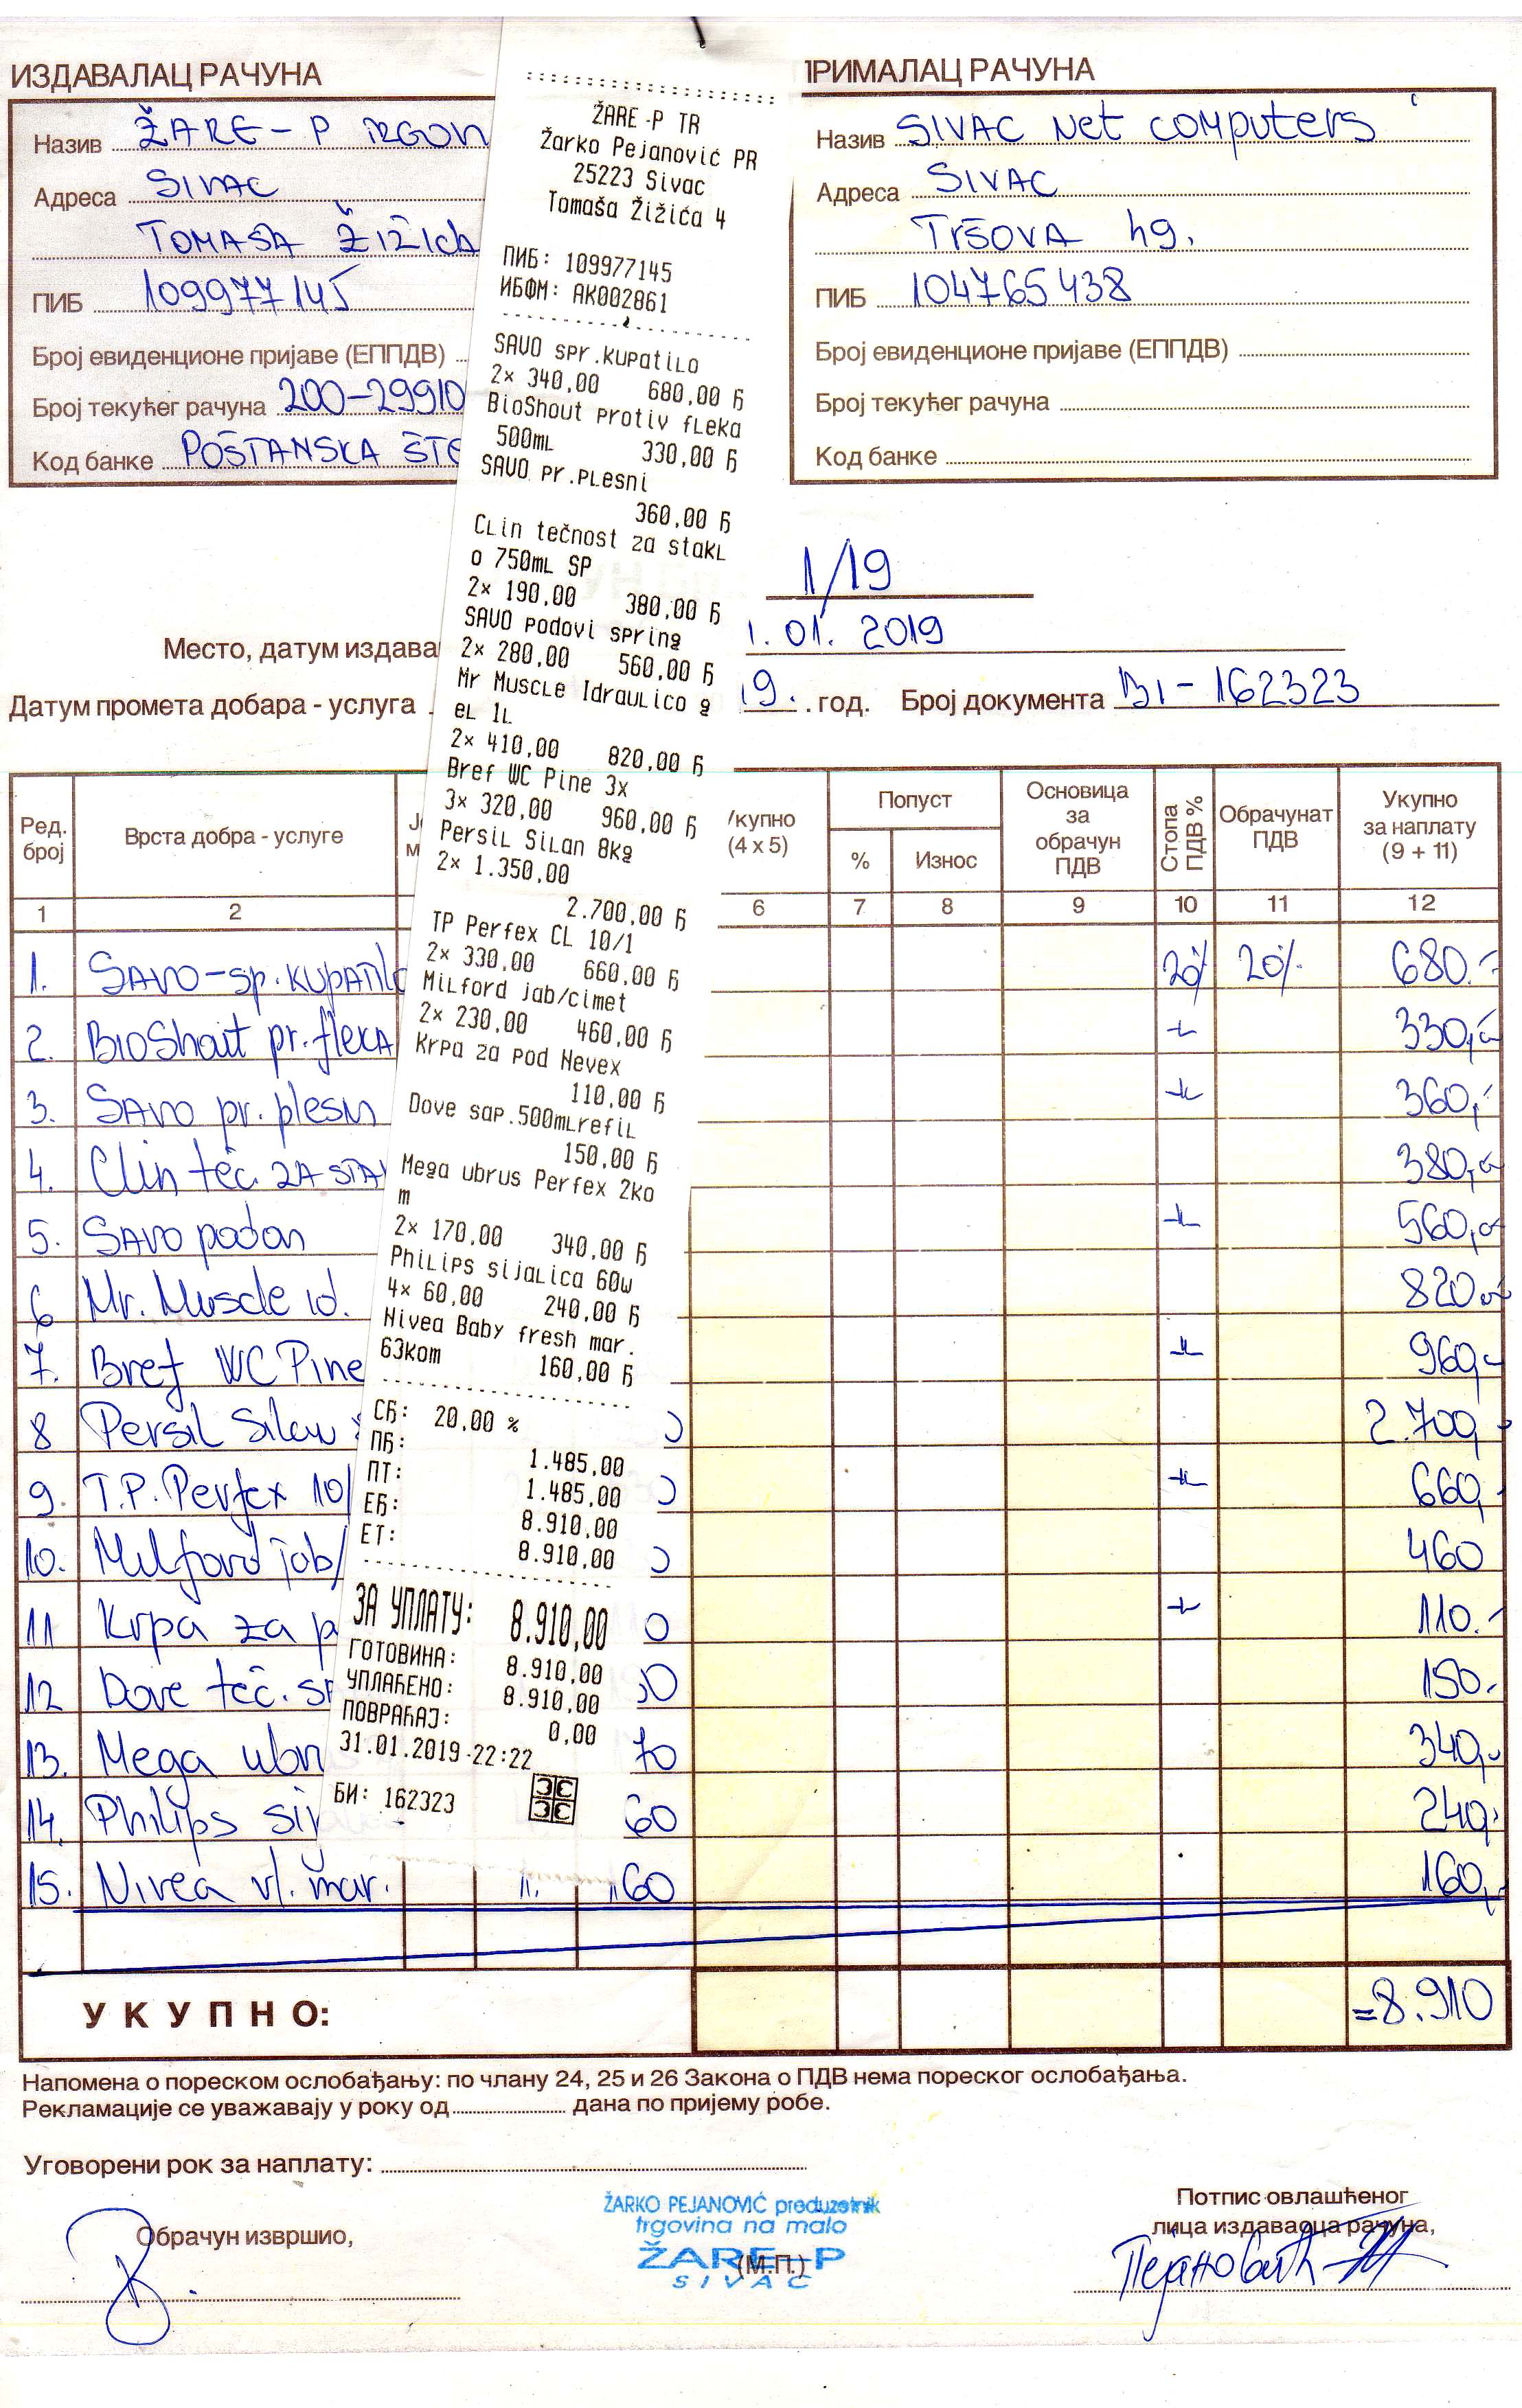 ИЗДАВАЛАЦ РАЧУНА
Назив ŽARE-P TRGOVIN
Адреса SIVAC
TOMAŠA ŽIŽIĆA
ПИБ 109977145
Број евиденционе пријаве (ЕППДВ)
Број текућег рачуна 200-29910
Код банке POŠTANSKA ŠTE
ПРИМАЛАЦ РАЧУНА
Назив SIVAC Net computers
Адреса SIVAC
TRŠOVA 49.
ПИБ 104765438
Број евиденционе пријаве (ЕППДВ)
Број текућег рачуна
Код банке
ŽARE-P TR
Žarko Pejanović PR
25223 Sivac
Tomaša Žižića 4
ПИБ: 109977145
ИБФМ: AK002861
SAVO spr.kupatilo
2x 340,00 680,00 Ђ
BioShout protiv fleka
500mL 330,00 Ђ
SAVO pr.plesni
360,00 Ђ
CLin tečnost za stakl
o 750mL SP
2x 190,00 380,00 Ђ
SAVO podovi spring
2x 280,00 560,00 Ђ
Mr Muscle Idraulico g
el 1L
2x 410,00 820,00 Ђ
Bref WC Pine 3x
3x 320,00 960,00 Ђ
Persil Silan 8kg
2x 1.350,00
2.700,00 Ђ
TP Perfex CL 10/1
2x 330,00 660,00 Ђ
Milford jab/cimet
2x 230,00 460,00 Ђ
Krpa za pod Nevex
110,00 Ђ
Dove sap.500mlrefil
150,00 Ђ
Mega ubrus Perfex 2ko
m
2x 170,00 340,00 Ђ
Philips sijalica 60w
4x 60,00 240,00 Ђ
Nivea Baby fresh mar.
63kom 160,00 Ђ
СЂ: 20,00 %
ПЂ: 1.485,00
ПТ: 1.485,00
ЕЂ: 8.910,00
ЕТ: 8.910,00
ЗА УПЛАТУ: 8.910,00
ГОТОВИНА: 8.910,00
УПЛАЋЕНО: 8.910,00
ПОВРАЋАЈ: 0,00
31.01.2019-22:22
БИ: 162323
1/19
Место, датум издава 1.01.2019
Датум промета добара - услуга 19. год. Број документа BI-162323
Ред. број
Врста добра - услуге
Ј
м
Укупно (4 x 5)
Попуст
%
Износ
Основица за обрачун ПДВ
Стопа ПДВ %
Обрачунат ПДВ
Укупно за наплату (9 + 11)
1 2 6 7 8 9 10 11 12
1. SAVO-sp. KUPATILO 20% 20% 680.-
2. BIOShout pr. flekA 330,-
3. SAVO pr. plesni 360,-
4. Clin teč. ZA STA 380,-
5. SAVO podovi 560,-
6 Mr. Muscle id. 820,-
7. Bref WC Pine 960,-
8 Persil Silan 2.700,-
9. T.P. Perfex 10/ 660,-
10. Milford jab/ 460
11 Krpa za p 0 110.-
12 Dove teč. sa 50 150.-
13. Mega ubr 70 340,-
14. Philips sij 60 240,-
15. Nivea vl. mar. 11. 160 160,-
УКУПНО: =8.910
Напомена о пореском ослобађању: по члану 24, 25 и 26 Закона о ПДВ нема пореског ослобађања.
Рекламације се уважавају у року од дана по пријему робе.
Уговорени рок за наплату:
Обрачун извршио,
ŽARKO PEJANOVIĆ preduzetnik
trgovina na malo
ŽARE-P
SIVAC
(М.П.)
Потпис овлашћеног
лица издаваоца рачуна,
Пејановић